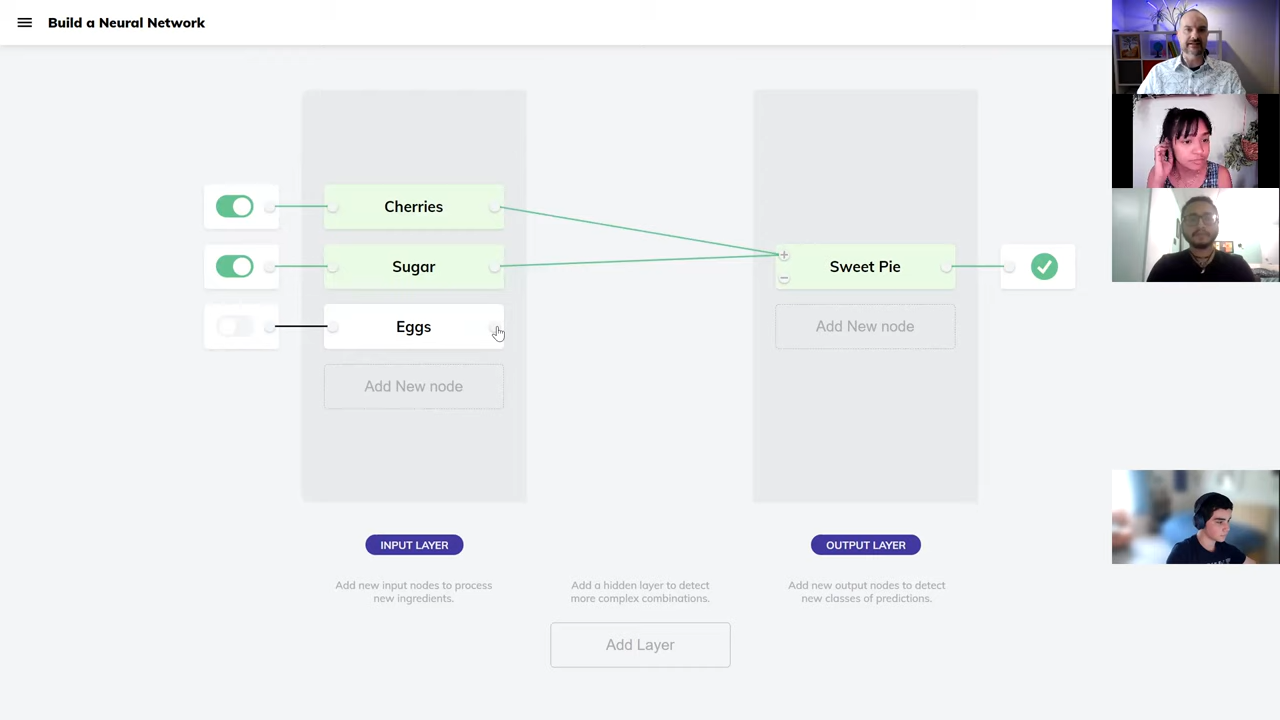 Build a Neural Network
Cherries
Sugar
Eggs
Add New node
Sweet Pie
Add New node
INPUT LAYER
OUTPUT LAYER
Add new input nodes to process
new ingredients.
Add a hidden layer to detect
more complex combinations.
Add new output nodes to detect
new classes of predictions.
Add Layer